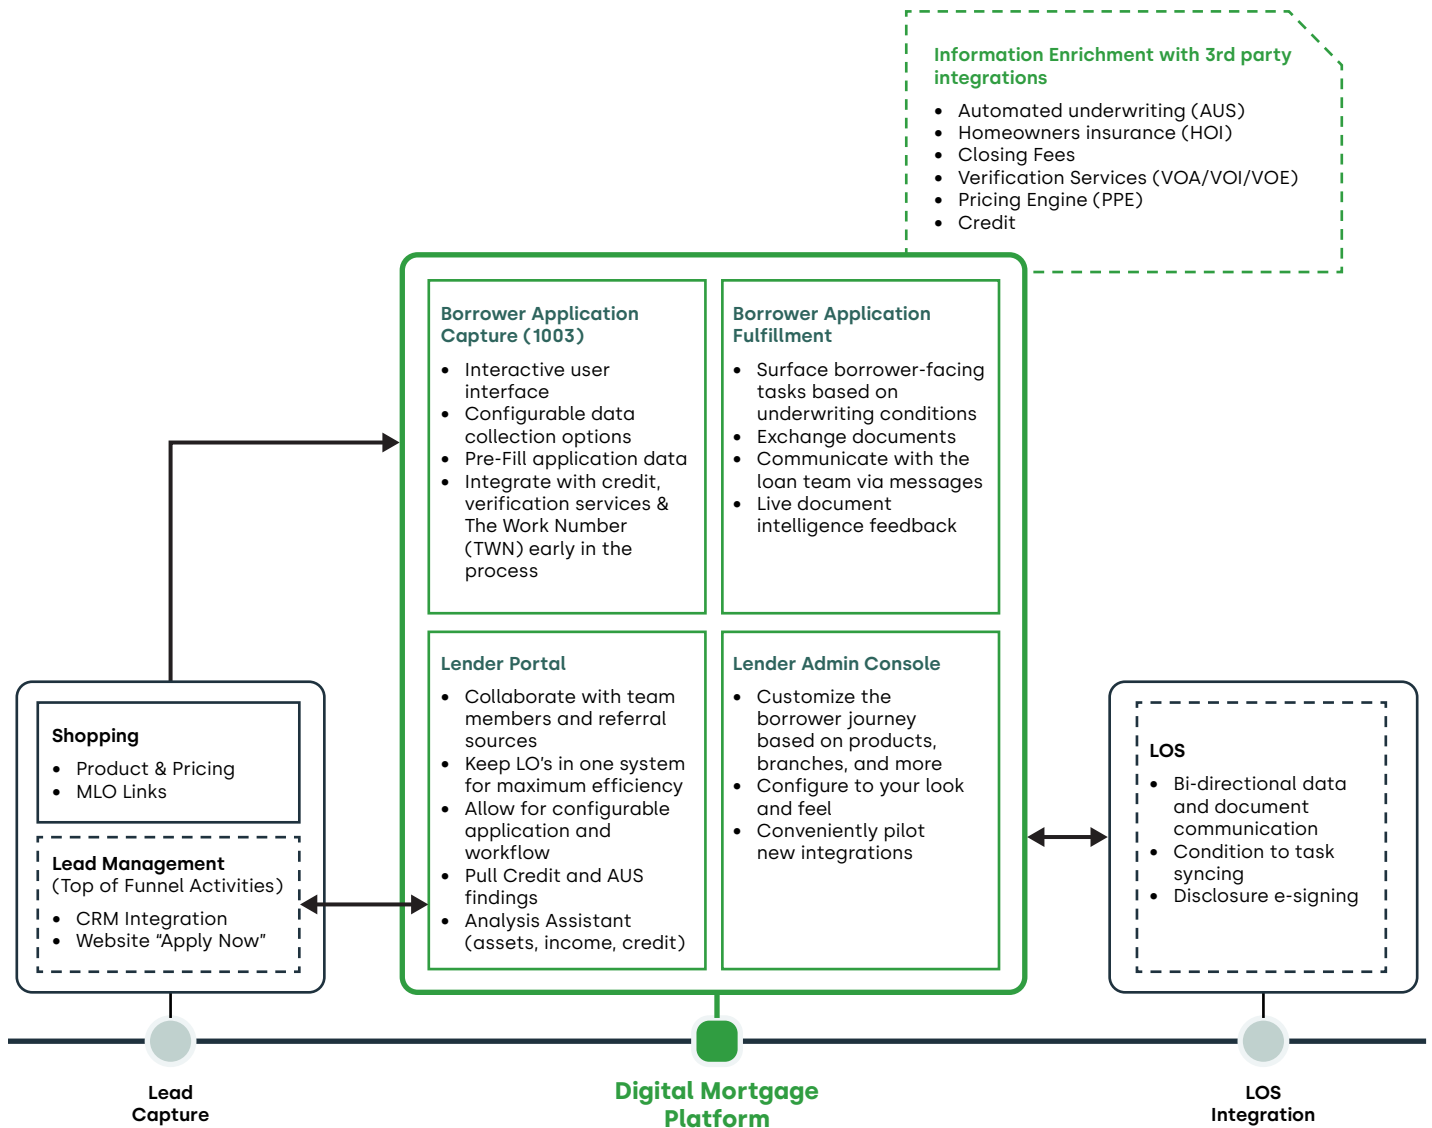 Information Enrichment with 3rd party
integrations
• Automated underwriting (AUS)
• Homeowners insurance (HOI)
• Closing Fees
• Verification Services (VOA/VOI/VOE)
• Pricing Engine (PPE)
• Credit
Borrower Application
Capture (1003)
• Interactive user
interface
• Configurable data
collection options
• Pre-Fill application data
• Integrate with credit,
verification services &
The Work Number
(TWN) early in the
process
Borrower Application
Fulfillment
• Surface borrower-facing
tasks based on
underwriting conditions
• Exchange documents
• Communicate with the
loan team via messages
• Live document
intelligence feedback
Lender Portal
• Collaborate with team
members and referral
sources
• Keep LO's in one system
for maximum efficiency
• Allow for configurable
application and
workflow
• Pull Credit and AUS
findings
• Analysis Assistant
(assets, income, credit)
Lender Admin Console
• Customize the
borrower journey
based on products,
branches, and more
• Configure to your look
and feel
• Conveniently pilot
new integrations
Shopping
• Product & Pricing
• MLO Links
Lead Management
(Top of Funnel Activities)
• CRM Integration
• Website “Apply Now”
LOS
• Bi-directional data
and document
communication
• Condition to task
syncing
• Disclosure e-signing
Lead
Capture
Digital Mortgage
Platform
LOS
Integration